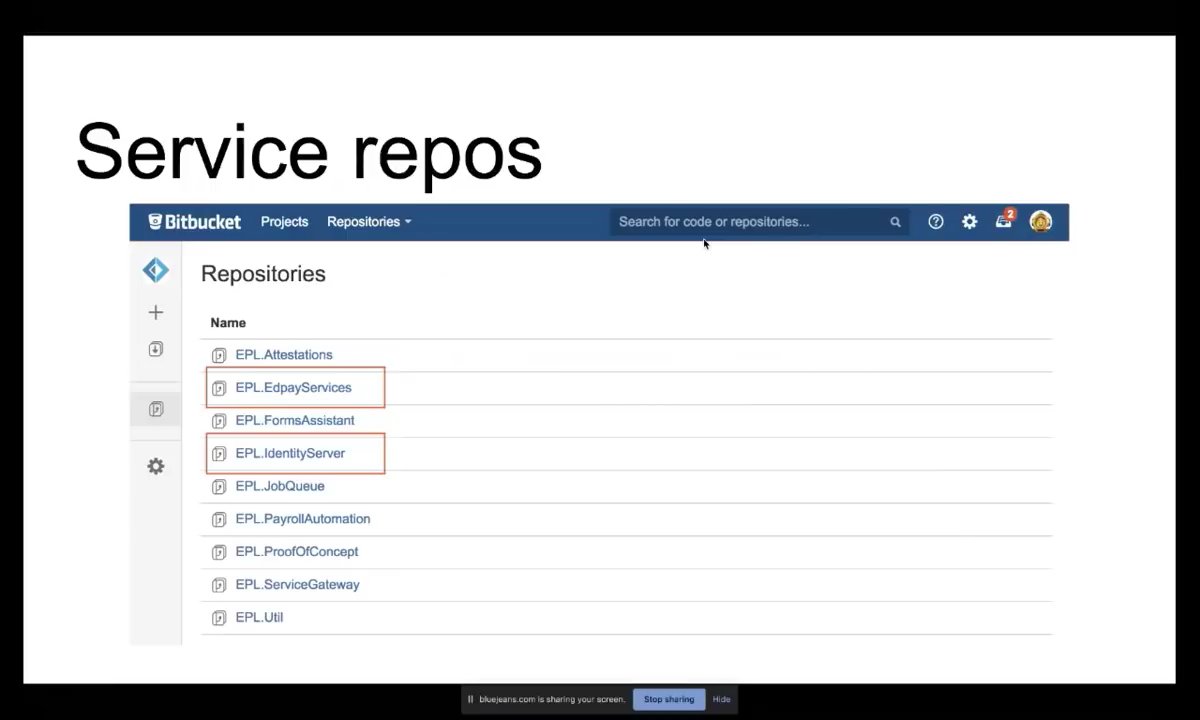 Service repos
Bitbucket Projects Repositories Search for code or repositories... 2
Repositories
Name
EPL.Attestations
EPL.EdpayServices
EPL.FormsAssistant
EPL.IdentityServer
EPL.JobQueue
EPL.PayrollAutomation
EPL.ProofOfConcept
EPL.ServiceGateway
EPL.Util
bluejeans.com is sharing your screen. Stop sharing Hide